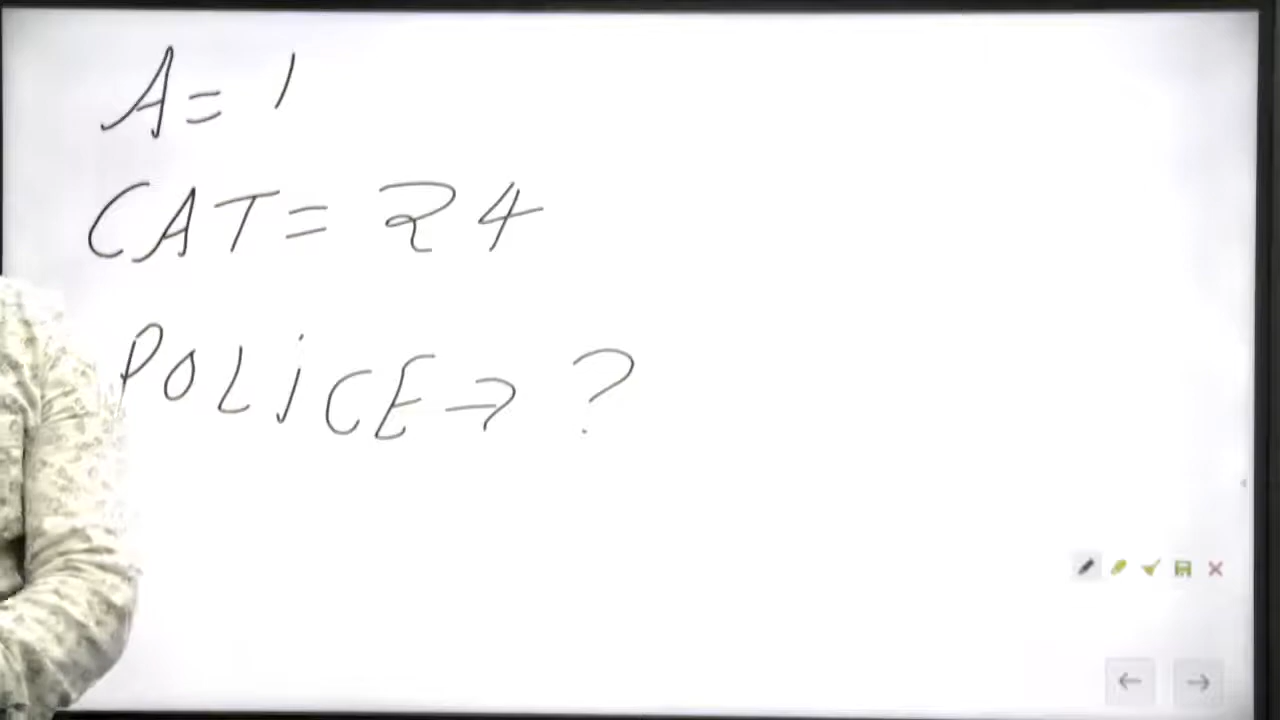 A = 1
CAT = 24
POLiCE → ?